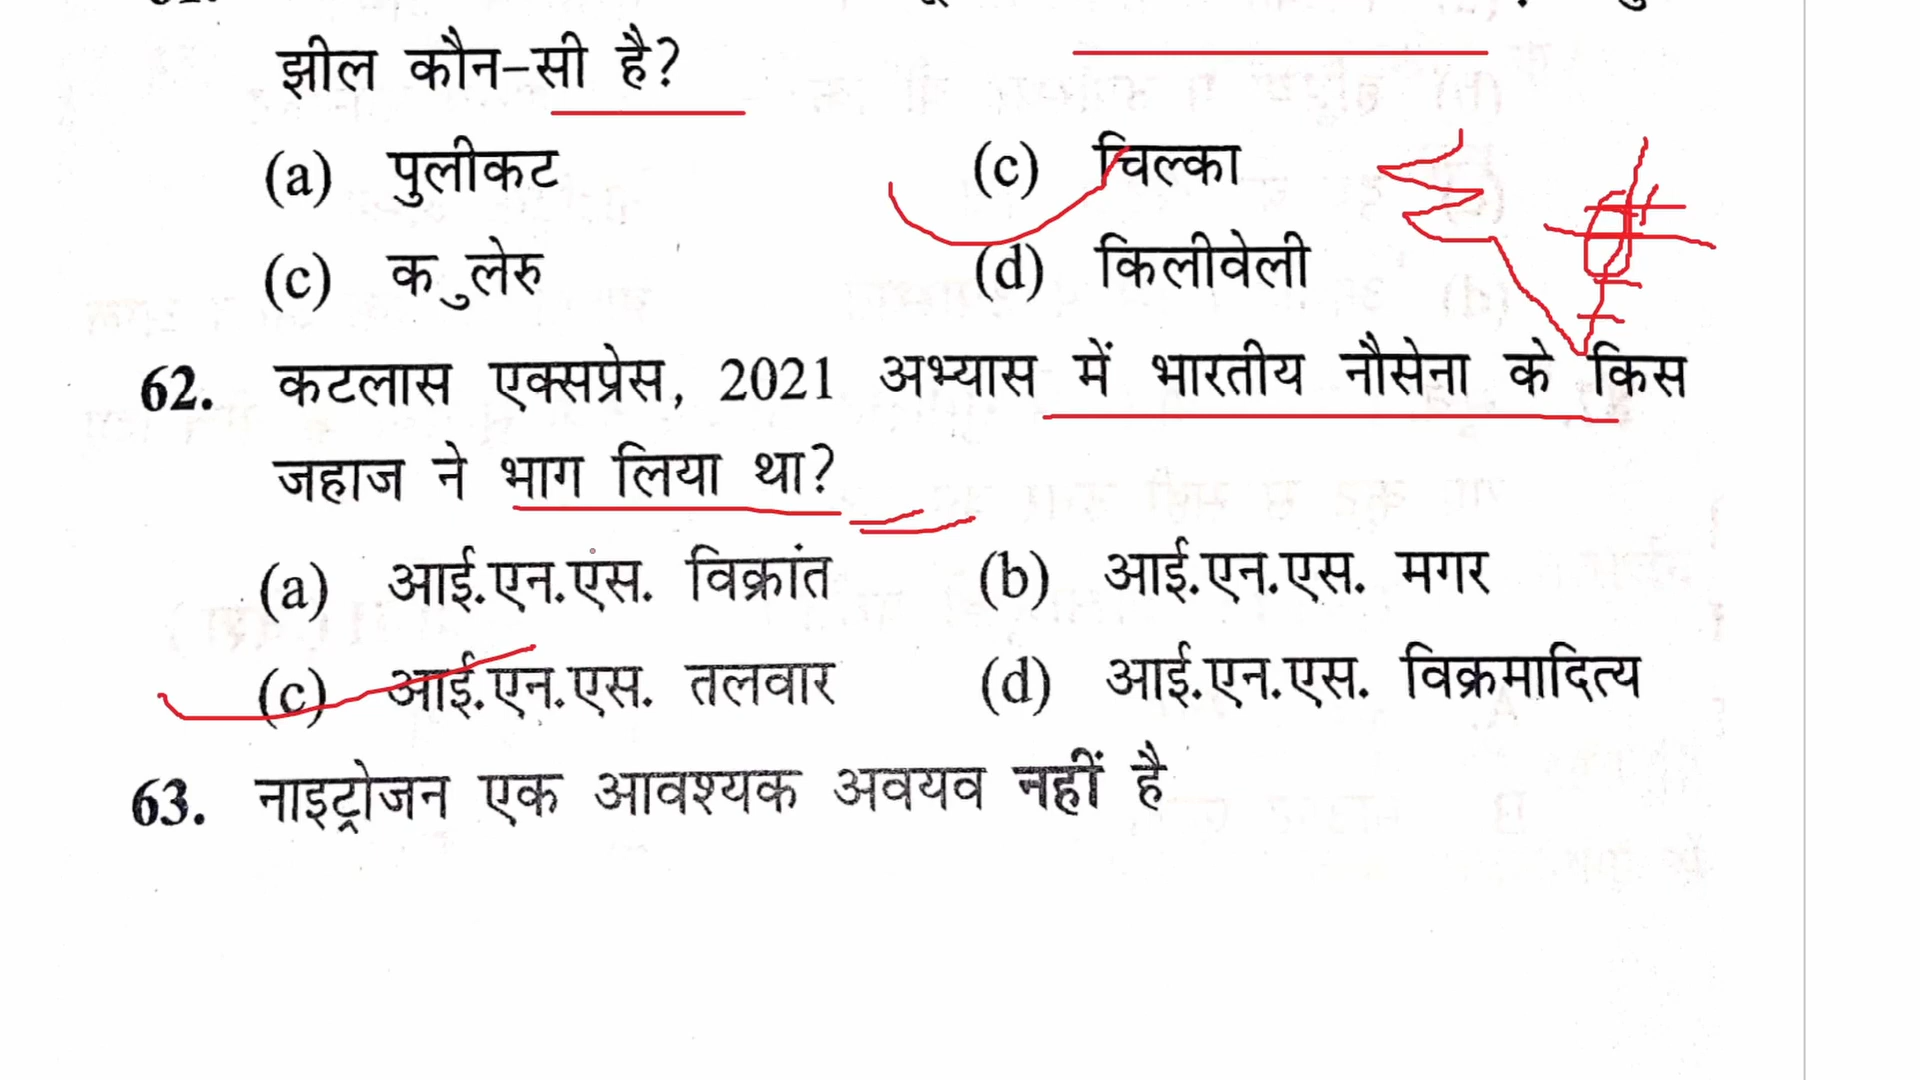 झील कौन-सी है?
(a) पुलीकट (c) चिल्का
(c) कुलेरु (d) किलीवेली
62. कटलास एक्सप्रेस, 2021 अभ्यास में भारतीय नौसेना के किस
जहाज ने भाग लिया था?
(a) आई.एन.एस. विक्रांत (b) आई.एन.एस. मगर
(c) आई.एन.एस. तलवार (d) आई.एन.एस. विक्रमादित्य
63. नाइट्रोजन एक आवश्यक अवयव नहीं है